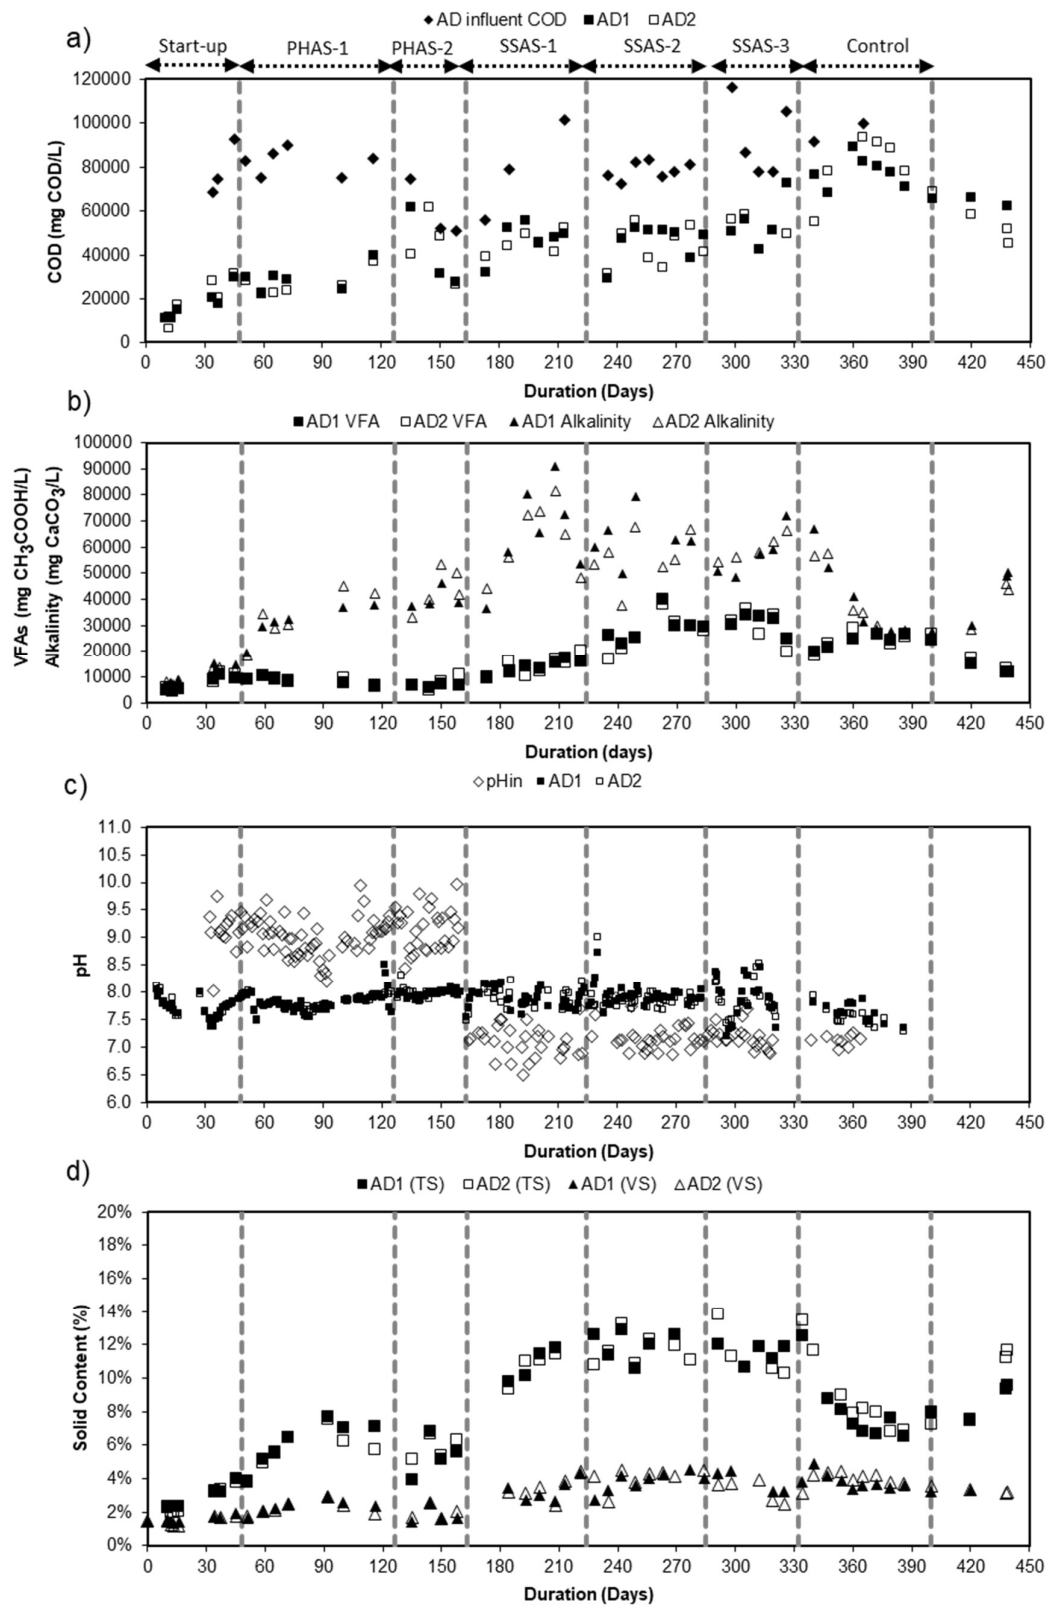 ◆ AD influent COD ■ AD1 □ AD2
a)
Start-up PHAS-1 PHAS-2 SSAS-1 SSAS-2 SSAS-3 Control
120000
100000
80000
60000
40000
20000
0
COD (mg COD/L)
0 30 60 90 120 150 180 210 240 270 300 330 360 390 420 450
Duration (Days)
b)
■ AD1 VFA □ AD2 VFA ▲ AD1 Alkalinity △ AD2 Alkalinity
100000
90000
80000
70000
60000
50000
40000
30000
20000
10000
0
VFAs (mg CH₃COOH/L)
Alkalinity (mg CaCO₃/L)
0 30 60 90 120 150 180 210 240 270 300 330 360 390 420 450
Duration (days)
c)
◇ pHin ■ AD1 □ AD2
11.0
10.5
10.0
9.5
9.0
8.5
8.0
7.5
7.0
6.5
6.0
pH
0 30 60 90 120 150 180 210 240 270 300 330 360 390 420 450
Duration (Days)
d)
■ AD1 (TS) □ AD2 (TS) ▲ AD1 (VS) △ AD2 (VS)
20%
18%
16%
14%
12%
10%
8%
6%
4%
2%
0%
Solid Content (%)
0 30 60 90 120 150 180 210 240 270 300 330 360 390 420 450
Duration (Days)